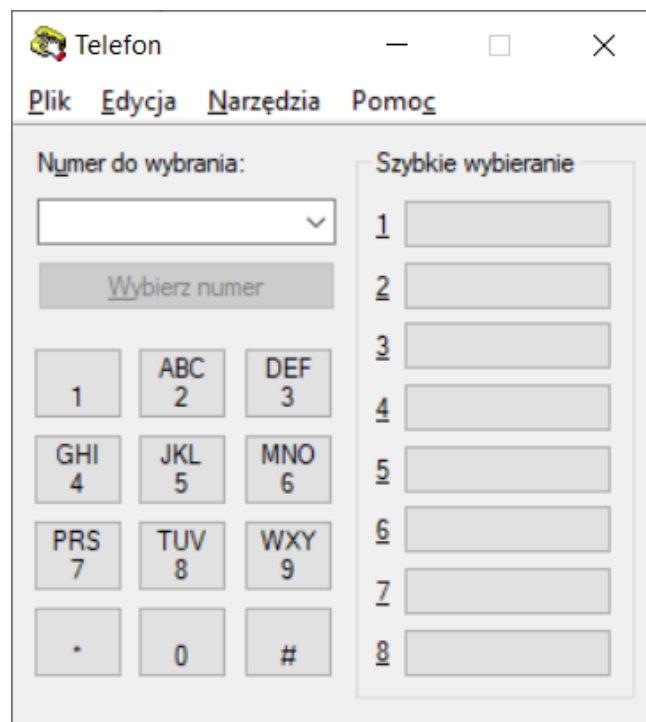 Telefon
Plik Edycja Narzędzia Pomoc
Numer do wybrania:
Wybierz numer
1
ABC
2
DEF
3
GHI
4
JKL
5
MNO
6
PRS
7
TUV
8
WXY
9
*
0
#
Szybkie wybieranie
1
2
3
4
5
6
7
8